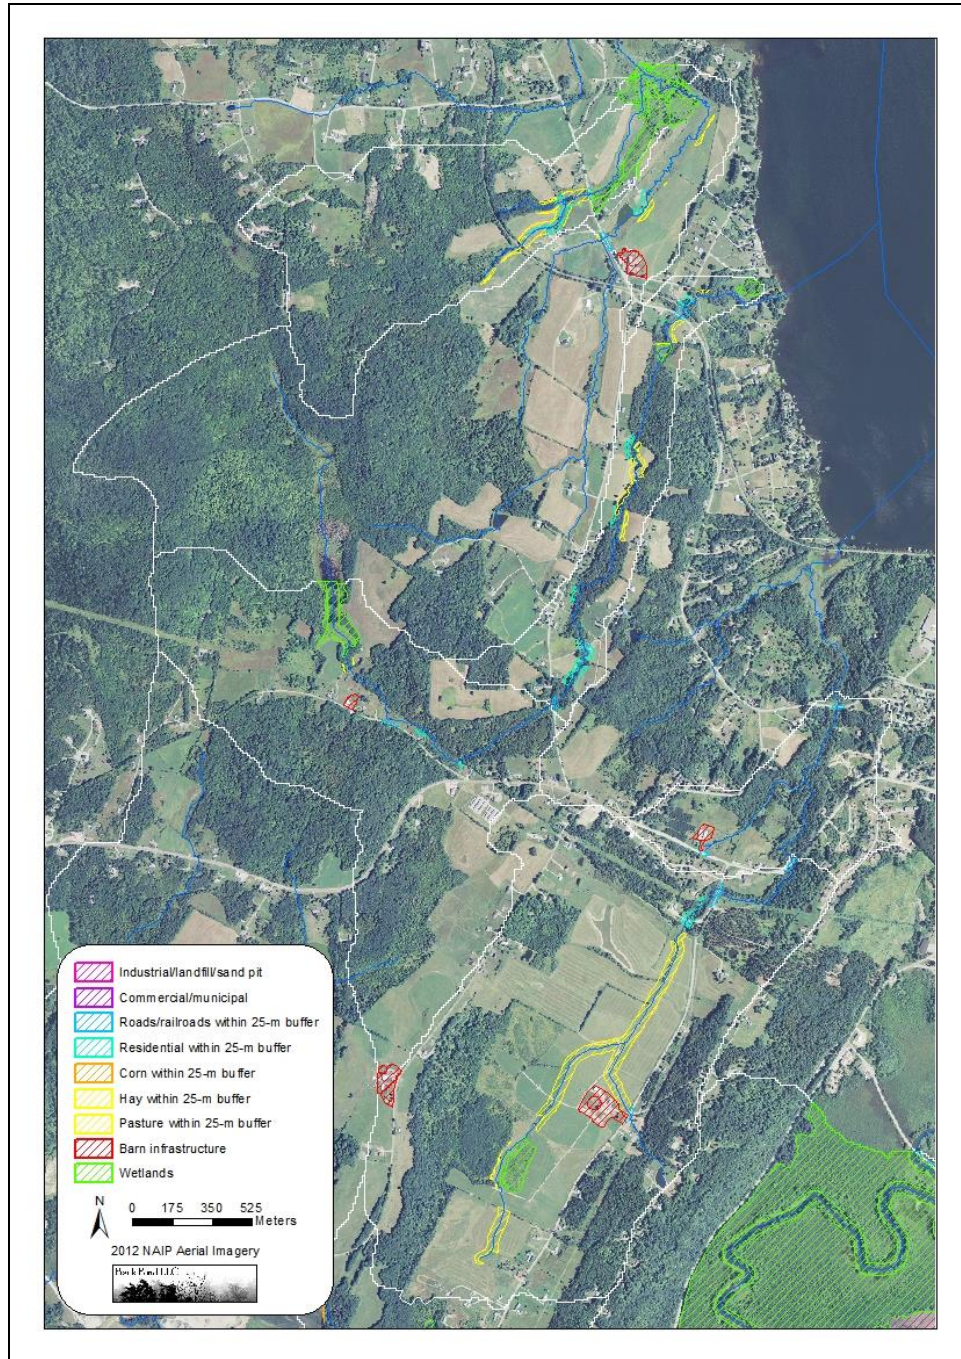 Industrial/landfill/sand pit
Commercial/municipal
Roads/railroads within 25-m buffer
Residential within 25-m buffer
Corn within 25-m buffer
Hay within 25-m buffer
Pasture within 25-m buffer
Barn infrastructure
Wetlands
N
0 175 350 525
Meters
2012 NAIP Aerial Imagery
LLC